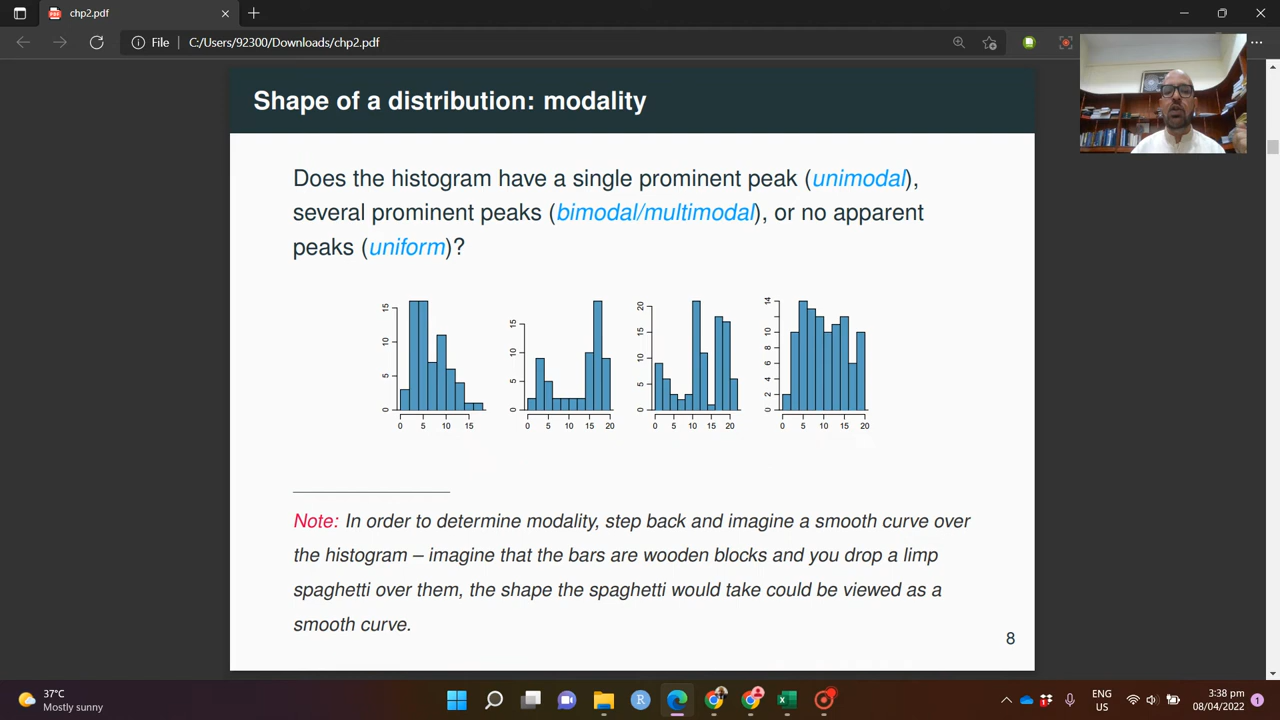 chp2.pdf
File C:/Users/92300/Downloads/chp2.pdf
Shape of a distribution: modality
Does the histogram have a single prominent peak (unimodal),
several prominent peaks (bimodal/multimodal), or no apparent
peaks (uniform)?
0 5 10 15
0 5 10 15
0 5 10 15
0 5 10 15 20
0 5 10 15 20
0 5 10 15 20
0 2 4 6 8 10 14
0 5 10 15 20
Note: In order to determine modality, step back and imagine a smooth curve over
the histogram – imagine that the bars are wooden blocks and you drop a limp
spaghetti over them, the shape the spaghetti would take could be viewed as a
smooth curve.
8
37°C
Mostly sunny
ENG
US
3:38 pm
08/04/2022